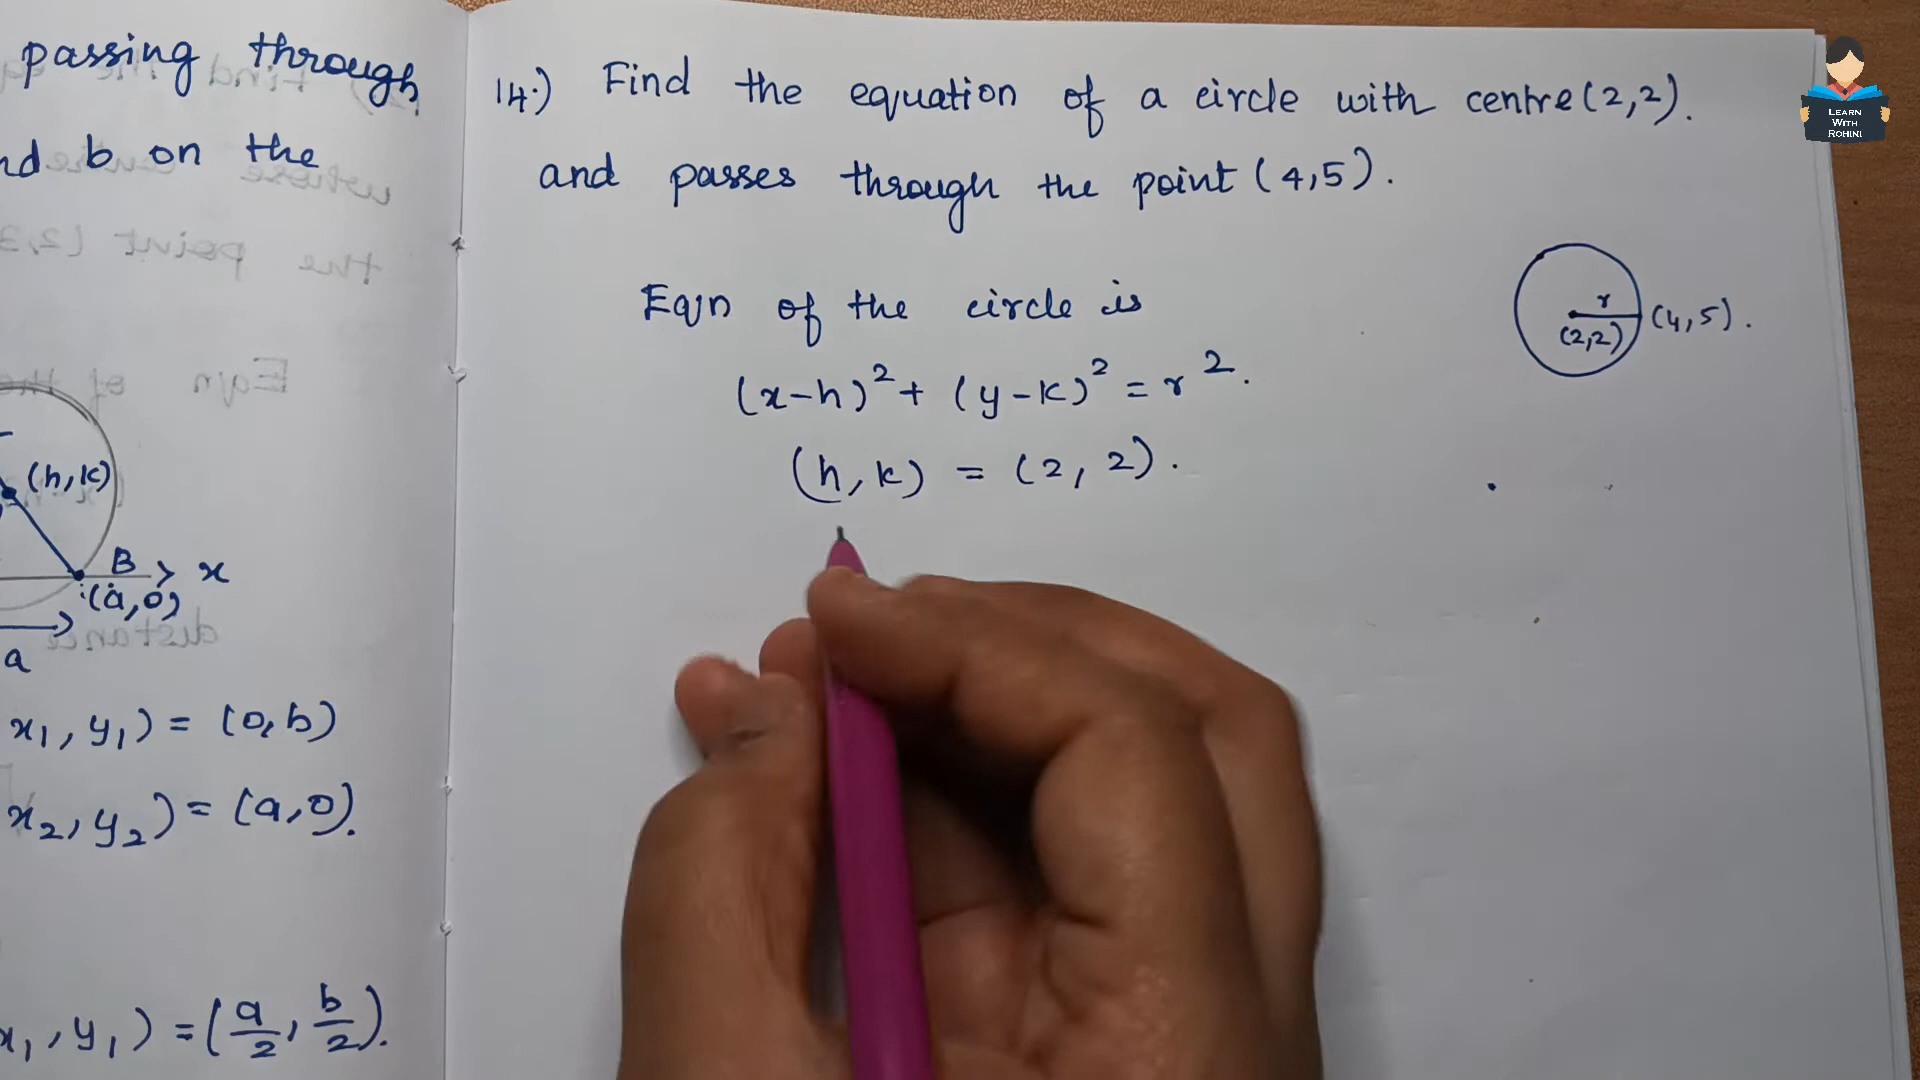 passing through
b on the
(h,k)
B
x
(a,0)
a
x₁, y₁) = (0, b)
x₂, y₂) = (a, 0).
, y₁) = (a/2, b/2).
14.) Find the equation of a circle with centre (2,2).
and passes through the point (4,5).
Eqn of the circle is
(x-h)² + (y-k)² = r².
(h, k) = (2, 2).
r
(2,2)
(4,5).
LEARN
WITH
ROHINI